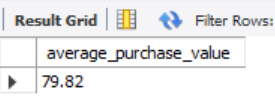 Result Grid Filter Rows:
average_purchase_value
79.82